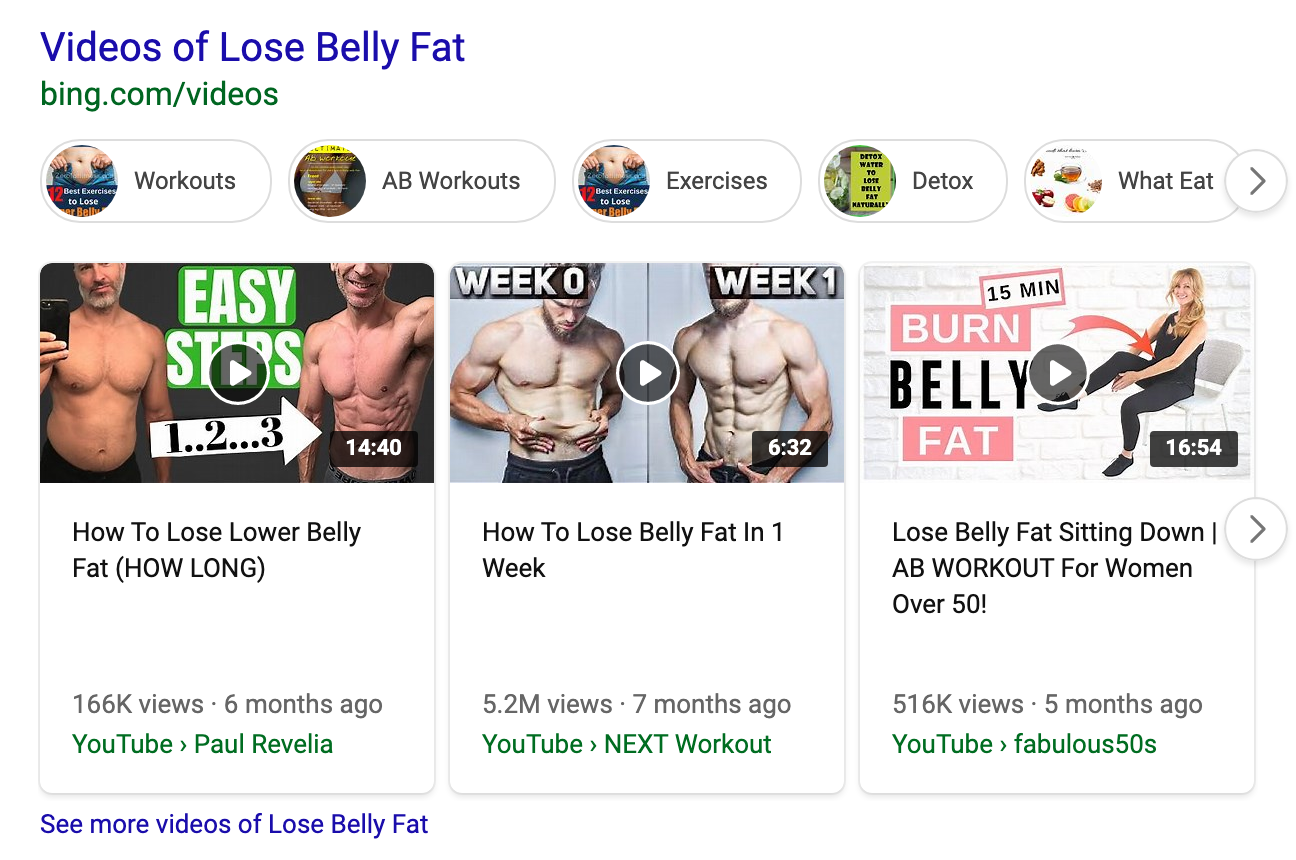 Videos of Lose Belly Fat
bing.com/videos
12 Best Exercises
to Lose
Workouts
ULTIMATE
AB WORKOUT
AB Workouts
12 Best Exercises
to Lose
Exercises
DETOX
WATER
TO
LOSE
BELLY
FAT
NATURALLY
Detox
What Eat
EASY
STEPS
1..2...3
14:40
WEEK 0
WEEK 1
6:32
15 MIN
BURN
BELLY
FAT
16:54
How To Lose Lower Belly
Fat (HOW LONG)
166K views · 6 months ago
YouTube › Paul Revelia
How To Lose Belly Fat In 1
Week
5.2M views · 7 months ago
YouTube › NEXT Workout
Lose Belly Fat Sitting Down |
AB WORKOUT For Women
Over 50!
516K views · 5 months ago
YouTube › fabulous50s
See more videos of Lose Belly Fat